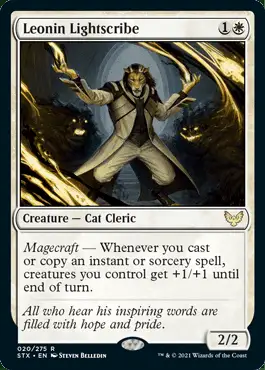 Leonin Lightscribe 1
Creature — Cat Cleric
Magecraft — Whenever you cast
or copy an instant or sorcery spell,
creatures you control get +1/+1 until
end of turn.
All who hear his inspiring words are
filled with hope and pride.
2/2
020/275 R
STX • EN Steven Belledin
™ & © 2021 Wizards of the Coast